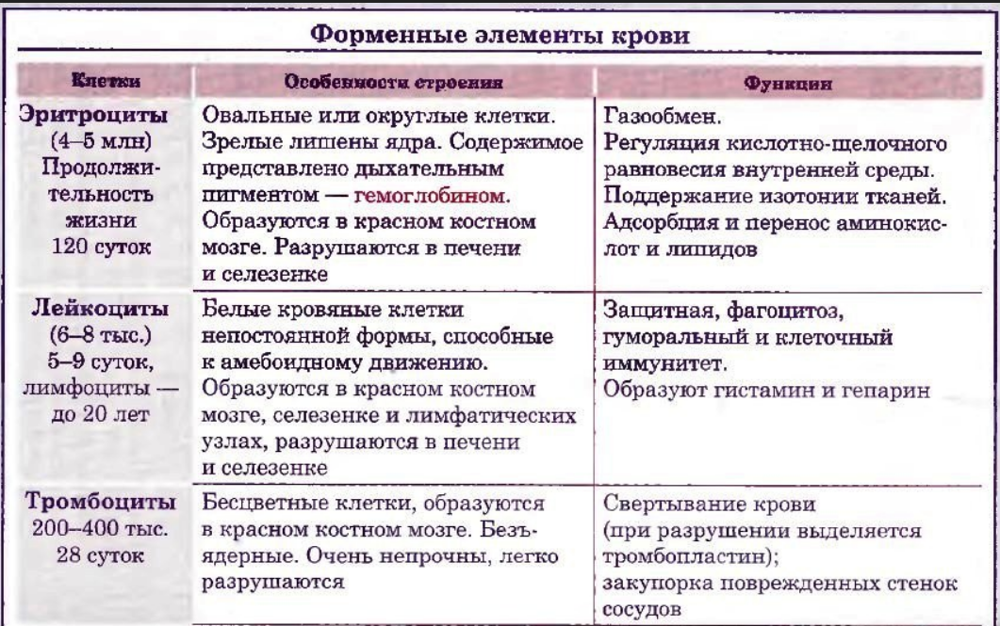 Форменные элементы крови
Клетки
Особенности строения
Функции
Эритроциты
(4–5 млн)
Продолжи-
тельность
жизни
120 суток
Овальные или округлые клетки.
Зрелые лишены ядра. Содержимое
представлено дыхательным
пигментом — гемоглобином.
Образуются в красном костном
мозге. Разрушаются в печени
и селезенке
Газообмен.
Регуляция кислотно-щелочного
равновесия внутренней среды.
Поддержание изотонии тканей.
Адсорбция и перенос аминокис-
лот и липидов
Лейкоциты
(6–8 тыс.)
5–9 суток,
лимфоциты —
до 20 лет
Белые кровяные клетки
непостоянной формы, способные
к амебоидному движению.
Образуются в красном костном
мозге, селезенке и лимфатических
узлах, разрушаются в печени
и селезенке
Защитная, фагоцитоз,
гуморальный и клеточный
иммунитет.
Образуют гистамин и гепарин
Тромбоциты
200–400 тыс.
28 суток
Бесцветные клетки, образуются
в красном костном мозге. Безъ-
ядерные. Очень непрочны, легко
разрушаются
Свертывание крови
(при разрушении выделяется
тромбопластин);
закупорка поврежденных стенок
сосудов